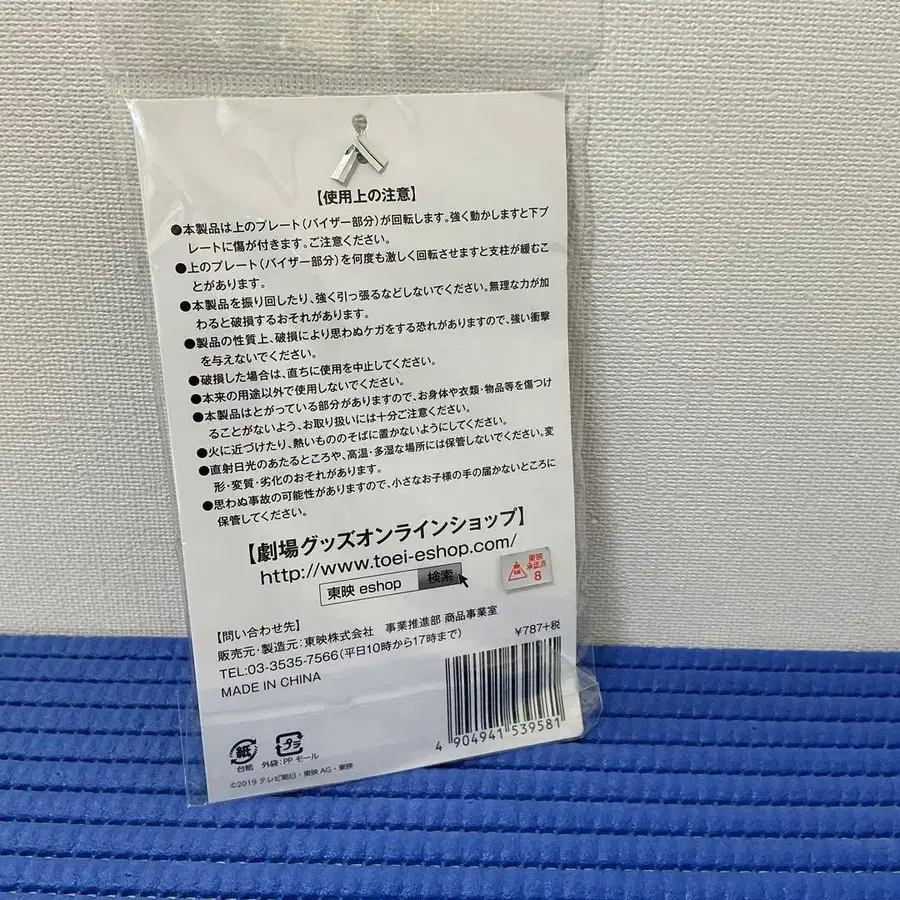 【使用上の注意】
●本製品は上のプレート(バイザー部分)が回転します。強く動かしますと下プ
レートに傷が付きます。ご注意ください。
●上のプレート(バイザー部分)を何度も激しく回転させますと支柱が緩むこ
とがあります。
●本製品を振り回したり、強く引っ張るなどしないでください。無理な力が加
わると破損するおそれがあります。
●製品の性質上、破損により思わぬケガをする恐れがありますので、強い衝撃
を与えないでください。
●破損した場合は、直ちに使用を中止してください。
●本来の用途以外で使用しないでください。
●本製品はとがっている部分がありますので、お身体や衣類・物品等を傷つけ
ることがないよう、お取り扱いには十分ご注意ください。
●火に近づけたり、熱いもののそばに置かないようにしてください。
●直射日光のあたるところや、高温・多湿な場所には保管しないでください。変
形・変質・劣化のおそれがあります。
●思わぬ事故の可能性がありますので、小さなお子様の手の届かないところに
保管してください。
【劇場グッズオンラインショップ】
http://www.toei-eshop.com/
東映 eshop 検索
東映
承認済
8
【問い合わせ先】
販売元・製造元:東映株式会社 事業推進部 商品事業室
TEL:03-3535-7566(平日10時から17時まで)
MADE IN CHINA
¥787+税
4 904941 539581
紙
台紙
プラ
外袋:PP モール
©2019 テレビ朝日・東映 AG・東映